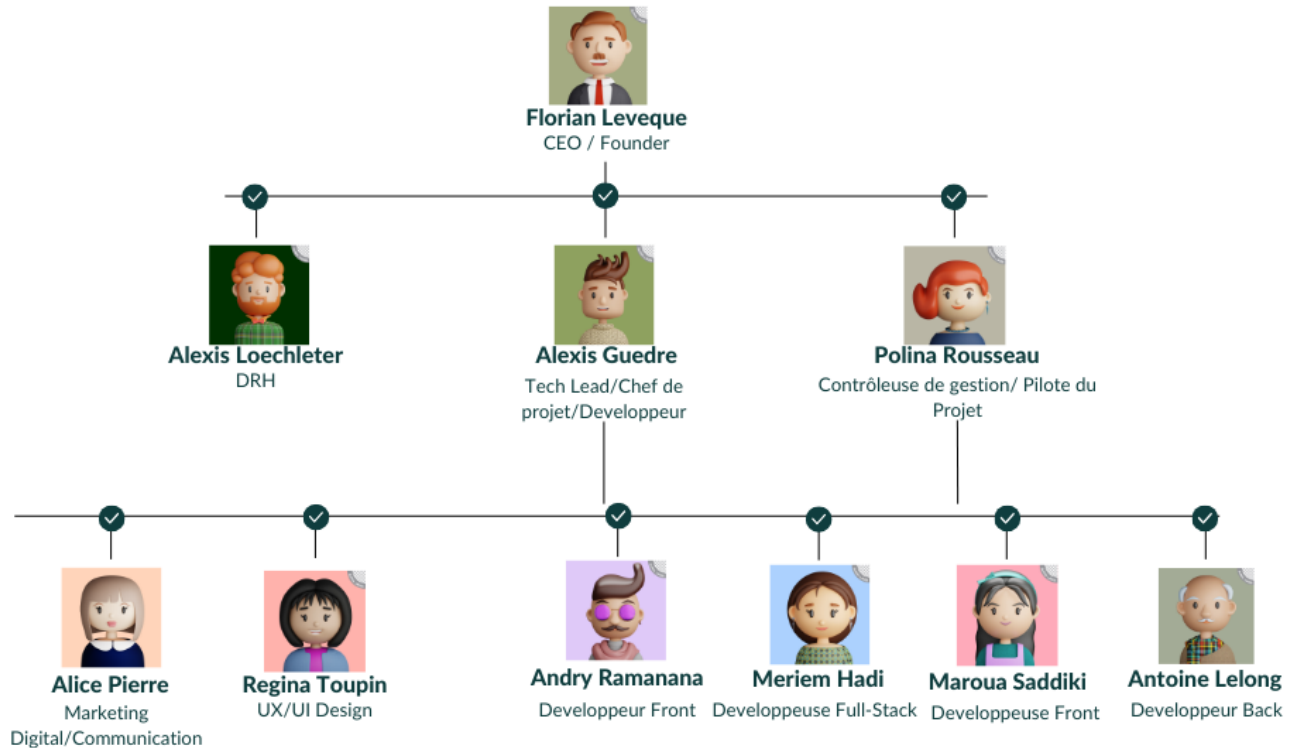 Florian Leveque
CEO / Founder
Alexis Loechleter
DRH
Alexis Guedre
Tech Lead/Chef de
projet/Developpeur
Polina Rousseau
Contrôleuse de gestion/ Pilote du
Projet
Alice Pierre
Marketing
Digital/Communication
Regina Toupin
UX/UI Design
Andry Ramanana
Developpeur Front
Meriem Hadi
Developpeuse Full-Stack
Maroua Saddiki
Developpeuse Front
Antoine Lelong
Developpeur Back